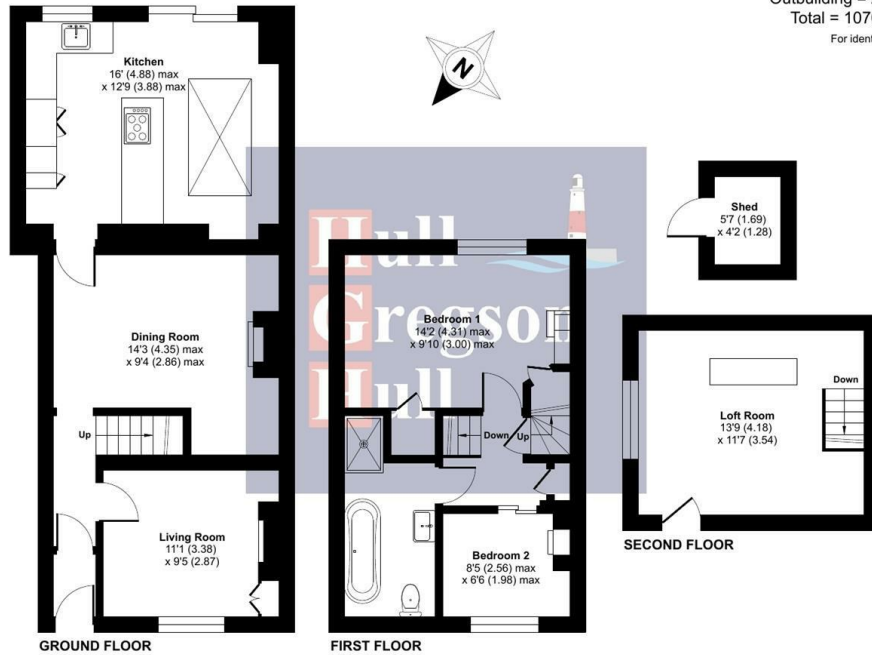 Total = 107
For ident
Kitchen
16' (4.88) max
x 12'9 (3.88) max
N
Hull
Gregson
Hull
Shed
5'7 (1.69)
x 4'2 (1.28)
Dining Room
14'3 (4.35) max
x 9'4 (2.86) max
Up
Bedroom 1
14'2 (4.31) max
x 9'10 (3.00) max
Down
Up
Loft Room
13'9 (4.18)
x 11'7 (3.54)
Down
Living Room
11'1 (3.38)
x 9'5 (2.87)
Bedroom 2
8'5 (2.56) max
x 6'6 (1.98) max
SECOND FLOOR
GROUND FLOOR
FIRST FLOOR